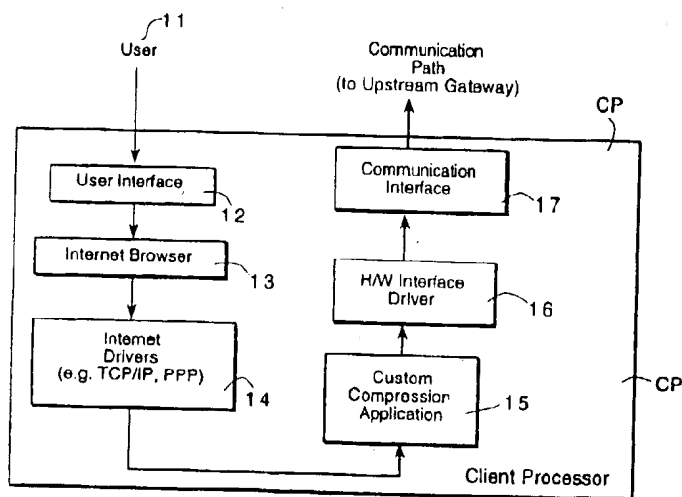 11
User
Communication
Path
(to Upstream Gateway)
CP
User Interface
12
Communication
Interface
17
Internet Browser
13
H/W Interface
Driver
16
Internet
Drivers
(e.g. TCP/IP, PPP)
14
Custom
Compression
Application
15
CP
Client Processor